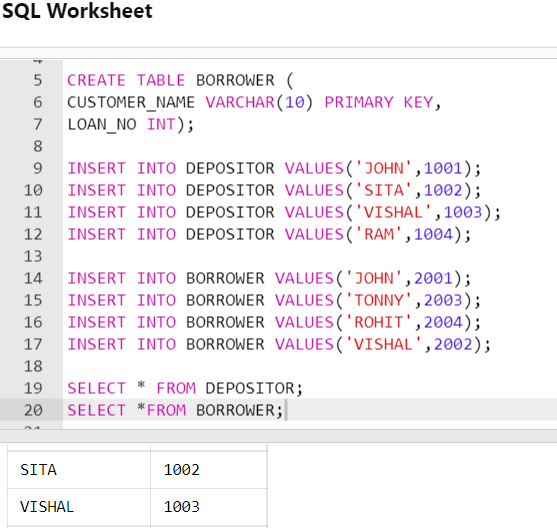 SQL Worksheet
5 CREATE TABLE BORROWER (
6 CUSTOMER_NAME VARCHAR(10) PRIMARY KEY,
7 LOAN_NO INT);
8
9 INSERT INTO DEPOSITOR VALUES('JOHN',1001);
10 INSERT INTO DEPOSITOR VALUES('SITA',1002);
11 INSERT INTO DEPOSITOR VALUES('VISHAL',1003);
12 INSERT INTO DEPOSITOR VALUES('RAM',1004);
13
14 INSERT INTO BORROWER VALUES('JOHN',2001);
15 INSERT INTO BORROWER VALUES('TONNY',2003);
16 INSERT INTO BORROWER VALUES('ROHIT',2004);
17 INSERT INTO BORROWER VALUES('VISHAL',2002);
18
19 SELECT * FROM DEPOSITOR;
20 SELECT *FROM BORROWER;
SITA 1002
VISHAL 1003